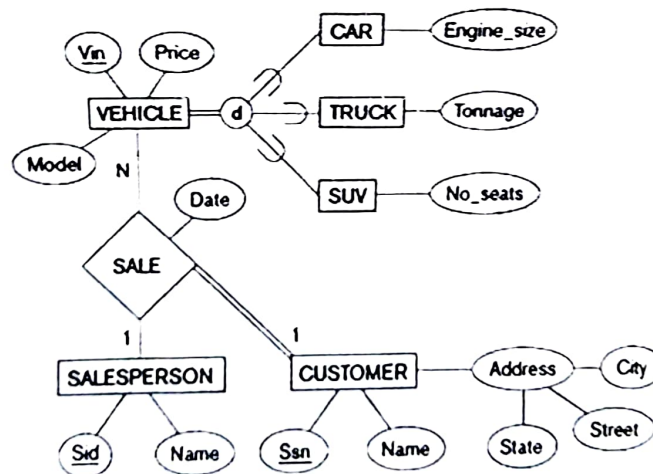 CAR
Engine_size
Vin
Price
VEHICLE
d
TRUCK
Tonnage
Model
N
SUV
No_seats
Date
SALE
1
1
SALESPERSON
CUSTOMER
Address
City
Sid
Name
Ssn
Name
State
Street